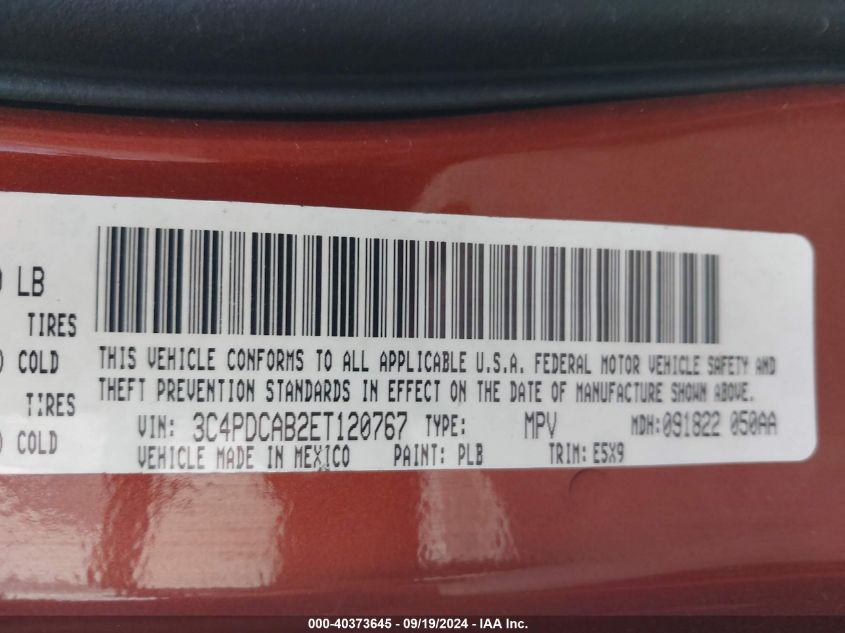 LB
TIRES
COLD
TIRES
COLD
THIS VEHICLE CONFORMS TO ALL APPLICABLE U.S.A. FEDERAL MOTOR VEHICLE SAFETY AND
THEFT PREVENTION STANDARDS IN EFFECT ON THE DATE OF MANUFACTURE SHOWN ABOVE.
VIN: 3C4PDCAB2ET120767 TYPE: MPV MDH:091822 050AA
VEHICLE MADE IN MEXICO PAINT: PLB TRIM: E5X9
000-40373645 - 09/19/2024 - IAA Inc.